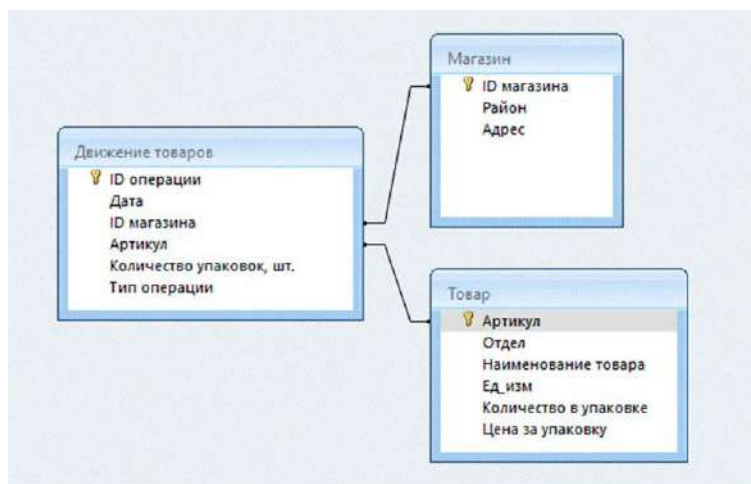 Магазин
ID магазина
Район
Адрес
Движение товаров
ID операции
Дата
ID магазина
Артикул
Количество упаковок, шт.
Тип операции
Товар
Артикул
Отдел
Наименование товара
Ед_изм
Количество в упаковке
Цена за упаковку